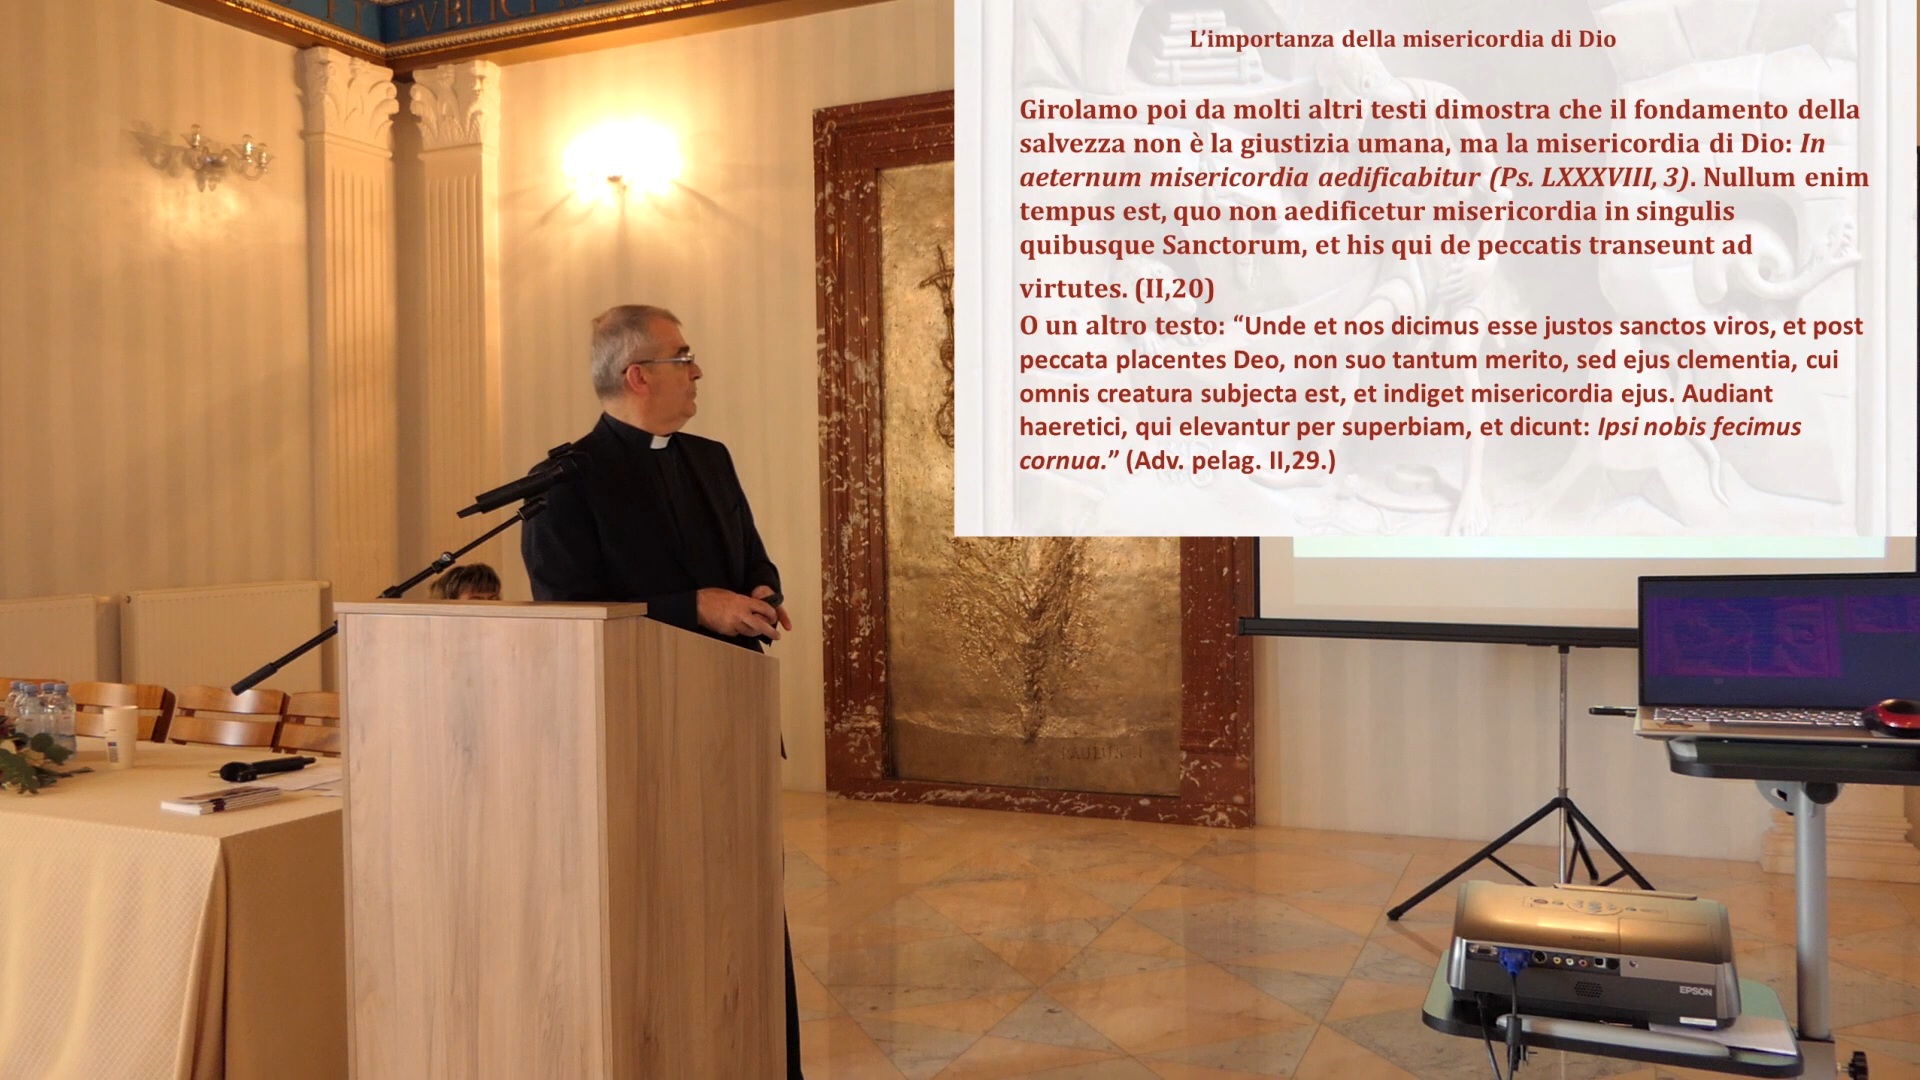 PVBLICI
L’importanza della misericordia di Dio
Girolamo poi da molti altri testi dimostra che il fondamento della
salvezza non è la giustizia umana, ma la misericordia di Dio: In
aeternum misericordia aedificabitur (Ps. LXXXVIII, 3). Nullum enim
tempus est, quo non aedificetur misericordia in singulis
quibusque Sanctorum, et his qui de peccatis transeunt ad
virtutes. (II,20)
O un altro testo: “Unde et nos dicimus esse justos sanctos viros, et post
peccata placentes Deo, non suo tantum merito, sed ejus clementia, cui
omnis creatura subjecta est, et indiget misericordia ejus. Audiant
haeretici, qui elevantur per superbiam, et dicunt: Ipsi nobis fecimus
cornua.” (Adv. pelag. II,29.)
EPSON